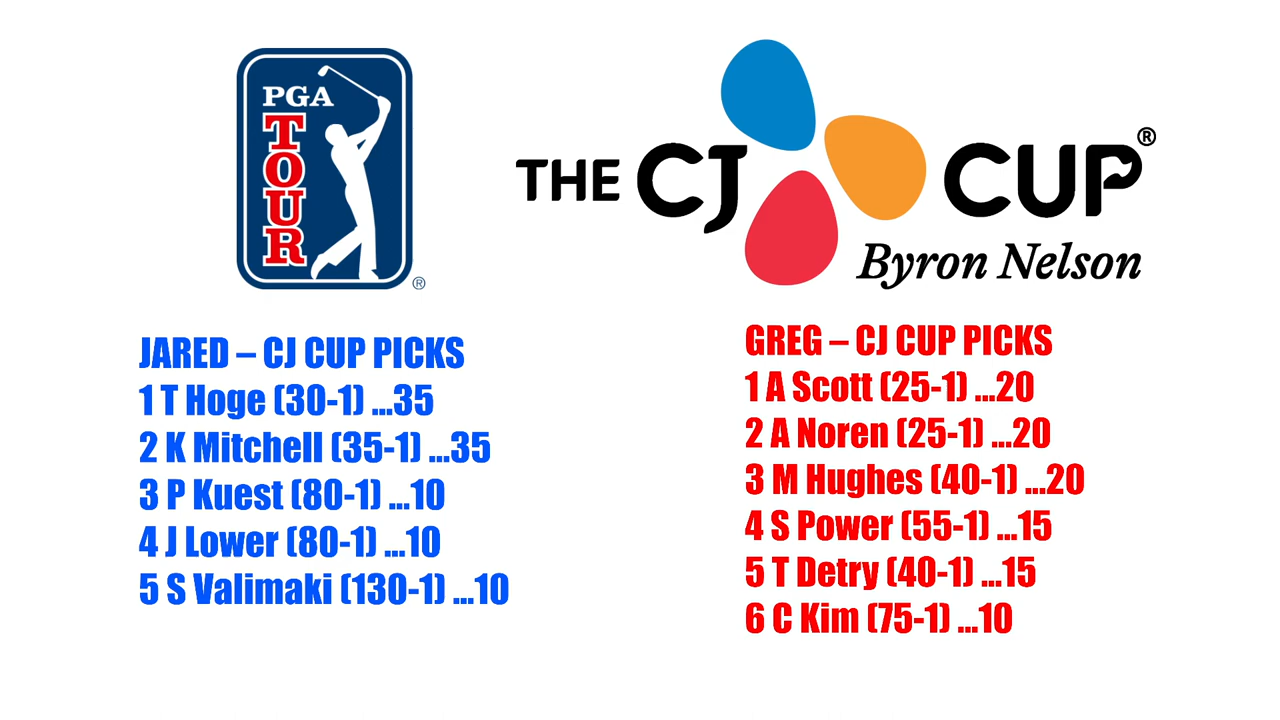 PGA
TOUR
®
THE CJ CUP®
Byron Nelson
JARED – CJ CUP PICKS
1 T Hoge (30-1) ...35
2 K Mitchell (35-1) ...35
3 P Kuest (80-1) ...10
4 J Lower (80-1) ...10
5 S Valimaki (130-1) ...10
GREG – CJ CUP PICKS
1 A Scott (25-1) ...20
2 A Noren (25-1) ...20
3 M Hughes (40-1) ...20
4 S Power (55-1) ...15
5 T Detry (40-1) ...15
6 C Kim (75-1) ...10